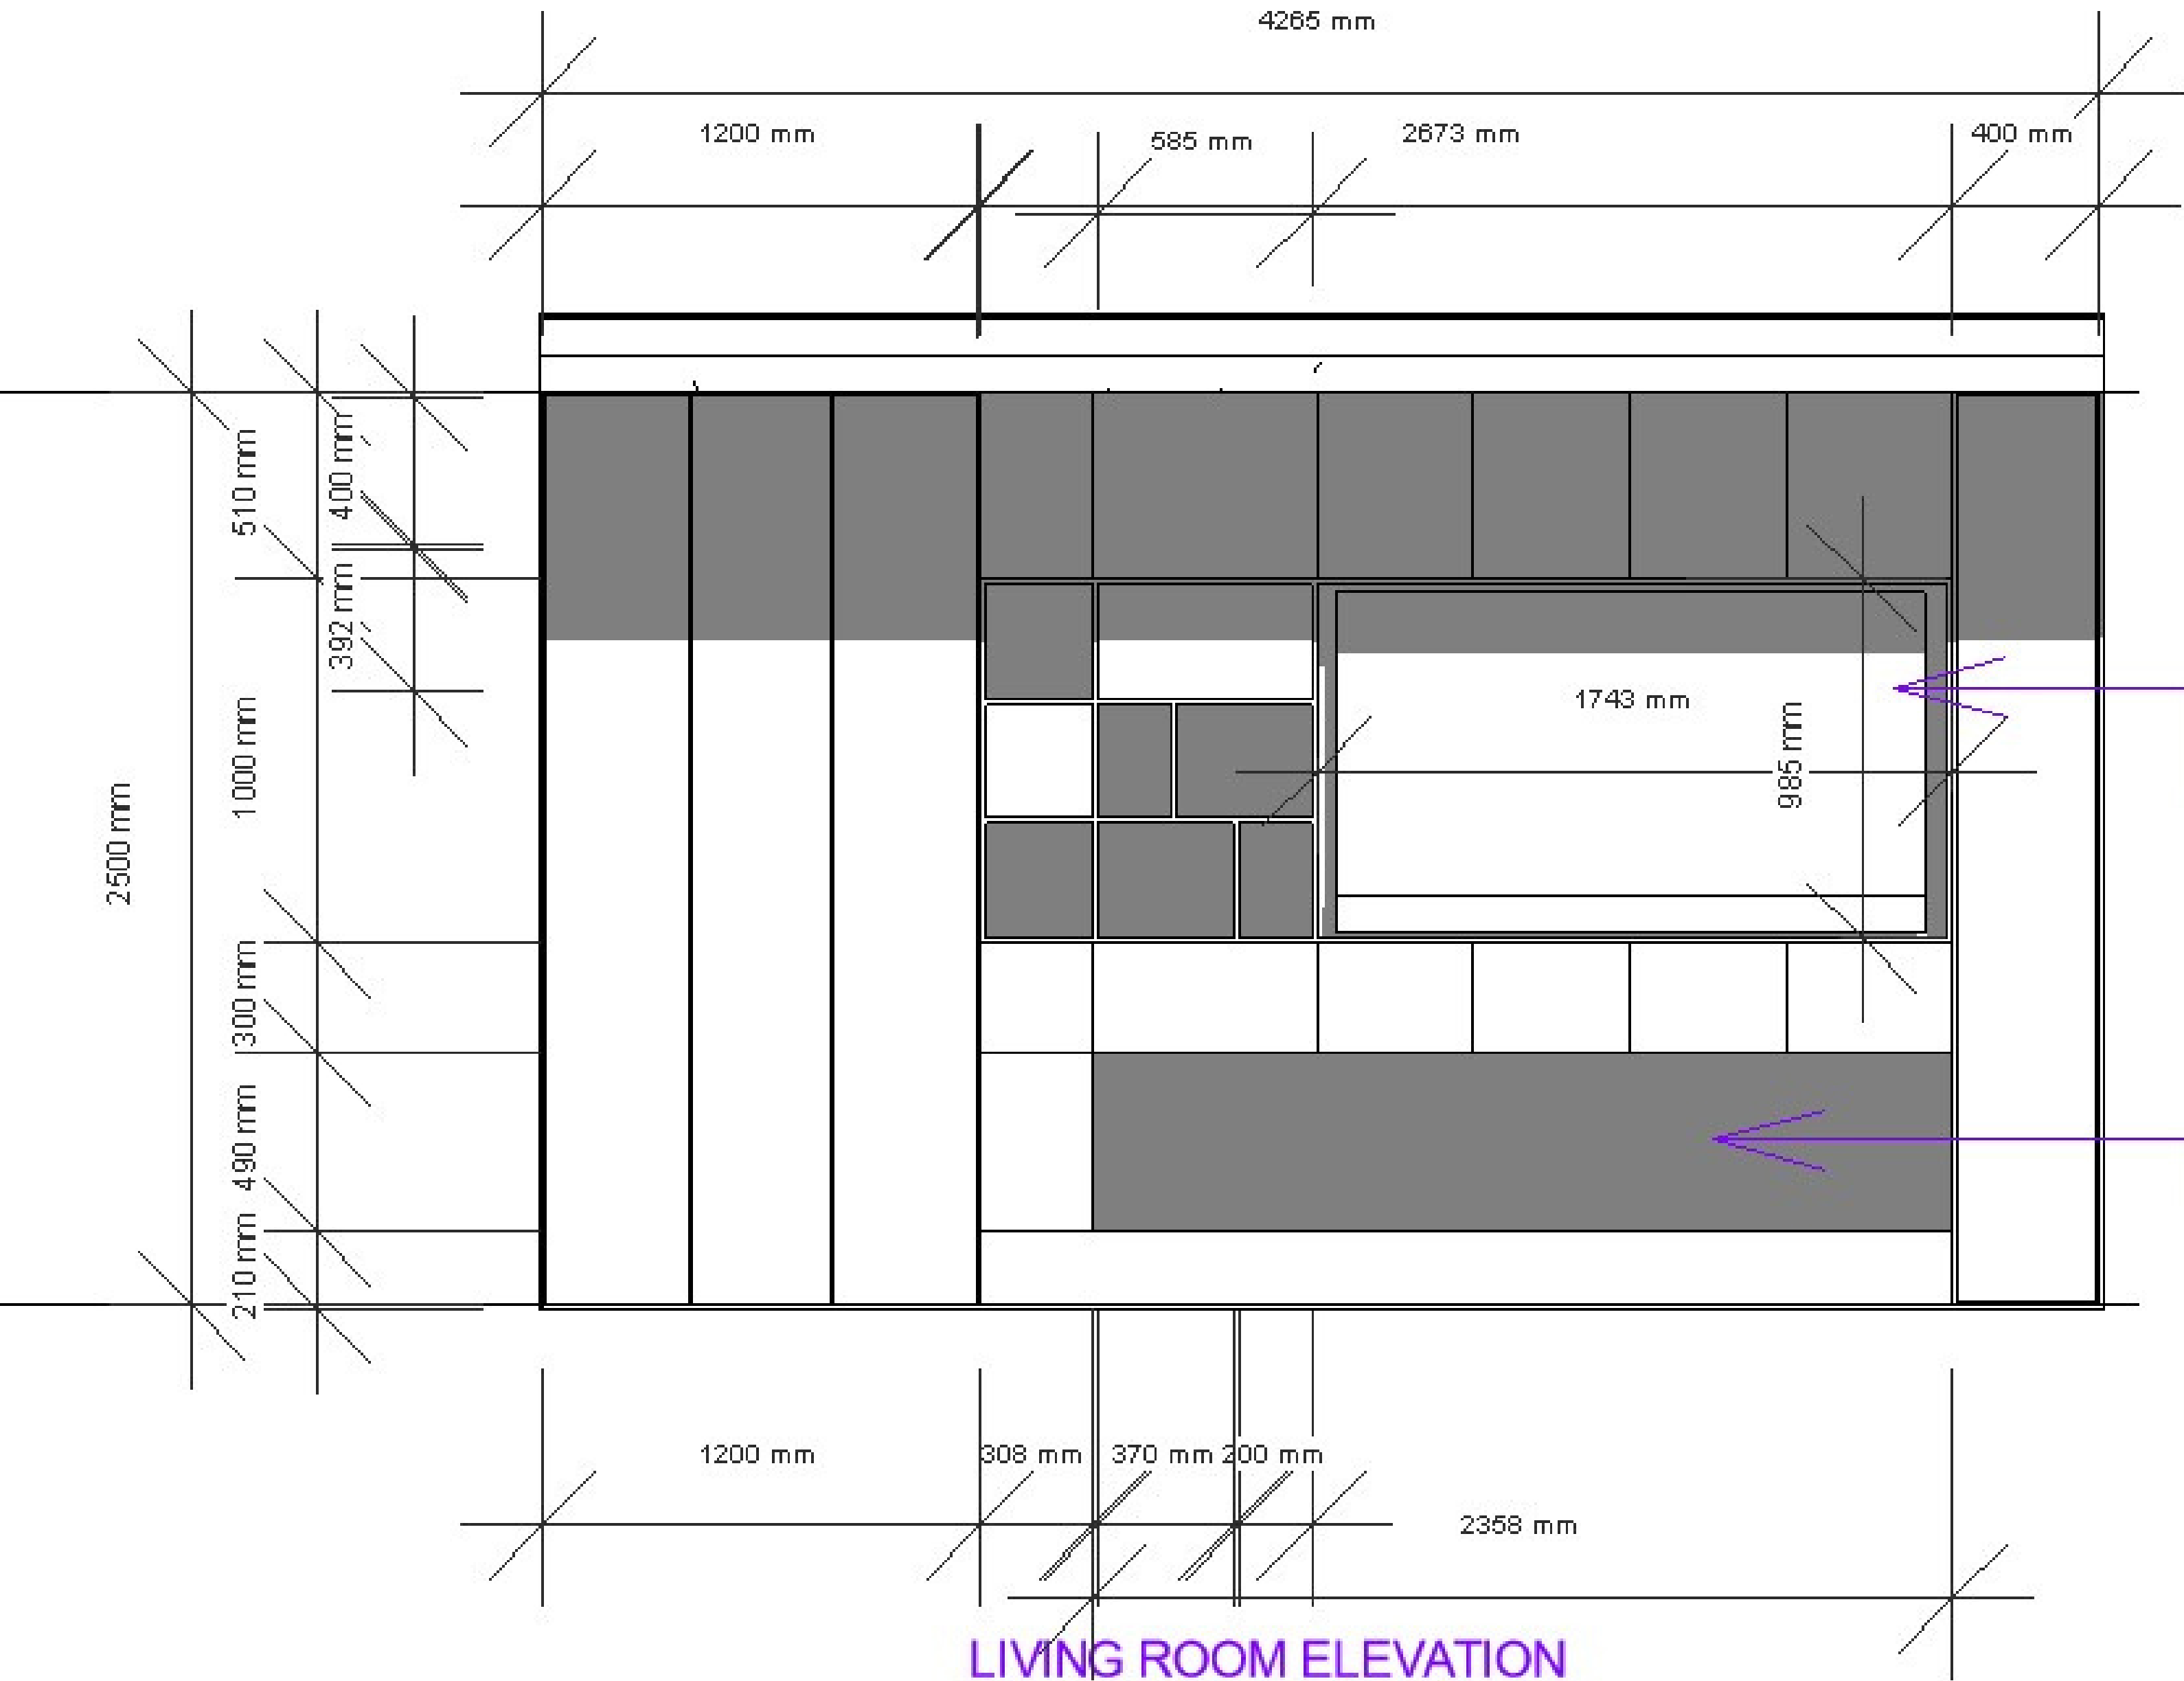 4265 mm
1200 mm
585 mm
2673 mm
400 mm
510 mm
400 mm
392 mm
1743 mm
985 mm
1000 mm
2500 mm
300 mm
490 mm
210 mm
1200 mm
308 mm
370 mm
200 mm
2358 mm
LIVING ROOM ELEVATION